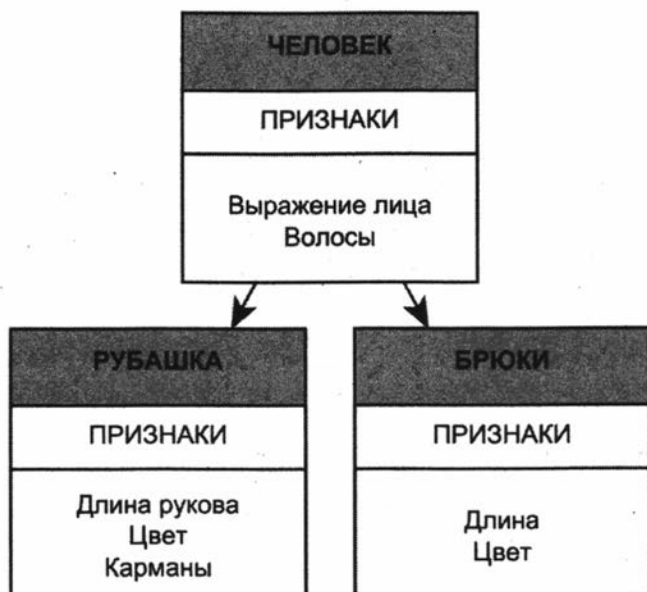 ЧЕЛОВЕК
ПРИЗНАКИ
Выражение лица
Волосы
РУБАШКА
ПРИЗНАКИ
Длина рукова
Цвет
Карманы
БРЮКИ
ПРИЗНАКИ
Длина
Цвет